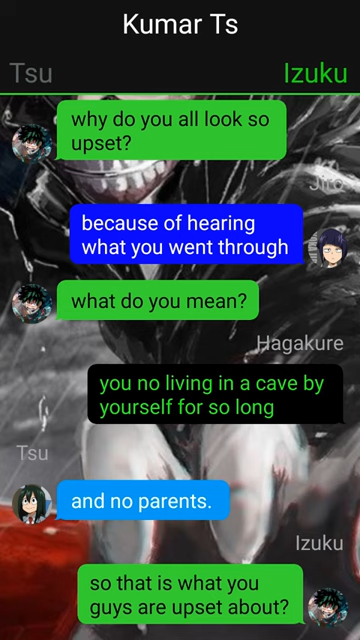 Kumar Ts
Tsu
Izuku
why do you all look so
upset?
Jiro
because of hearing
what you went through
what do you mean?
Hagakure
you no living in a cave by
yourself for so long
Tsu
and no parents.
Izuku
so that is what you
guys are upset about?